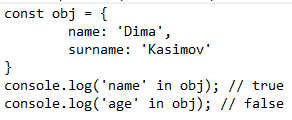 const obj = {
        name: 'Dima',
        surname: 'Kasimov'
}
console.log('name' in obj); // true
console.log('age' in obj); // false